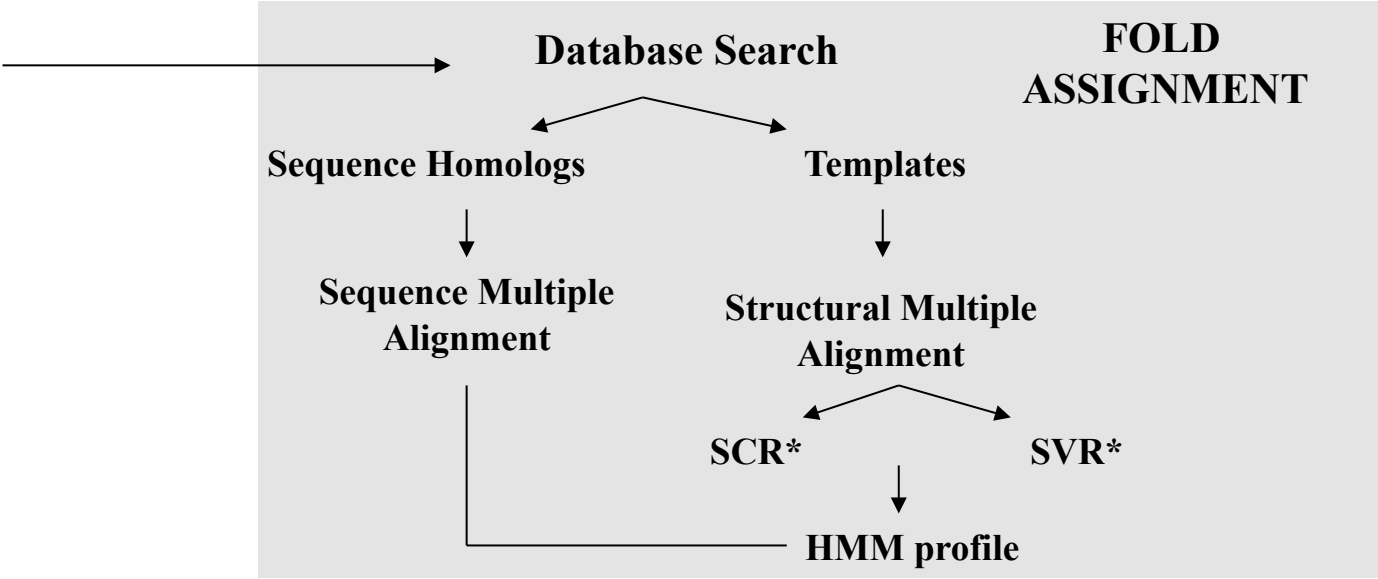 Database Search
FOLD
ASSIGNMENT
Sequence Homologs
Templates
Sequence Multiple
Alignment
Structural Multiple
Alignment
SCR*
SVR*
HMM profile